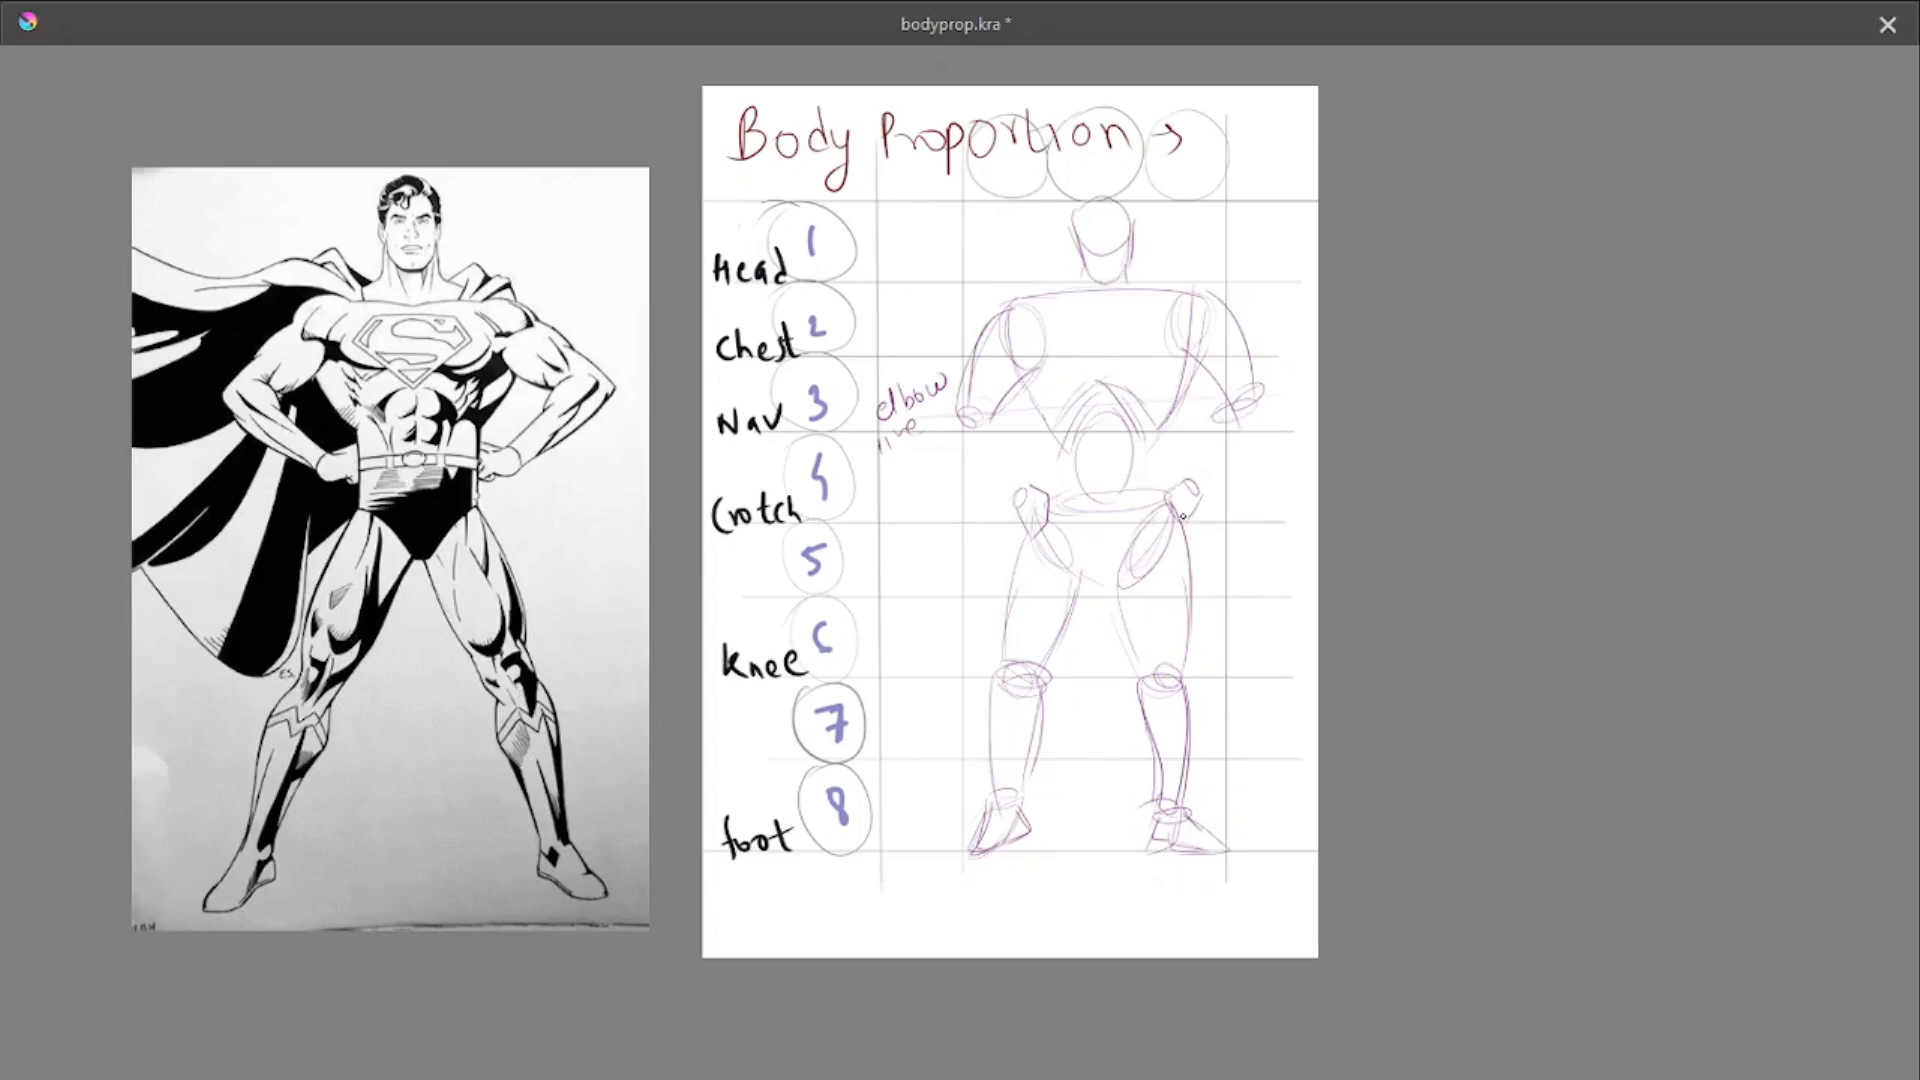 bodyprop.kra *
Body Proportion →
Head 1
Chest 2
Nav 3
elbow
line
Crotch 4
5
Knee 6
7
foot 8
S
E.S.